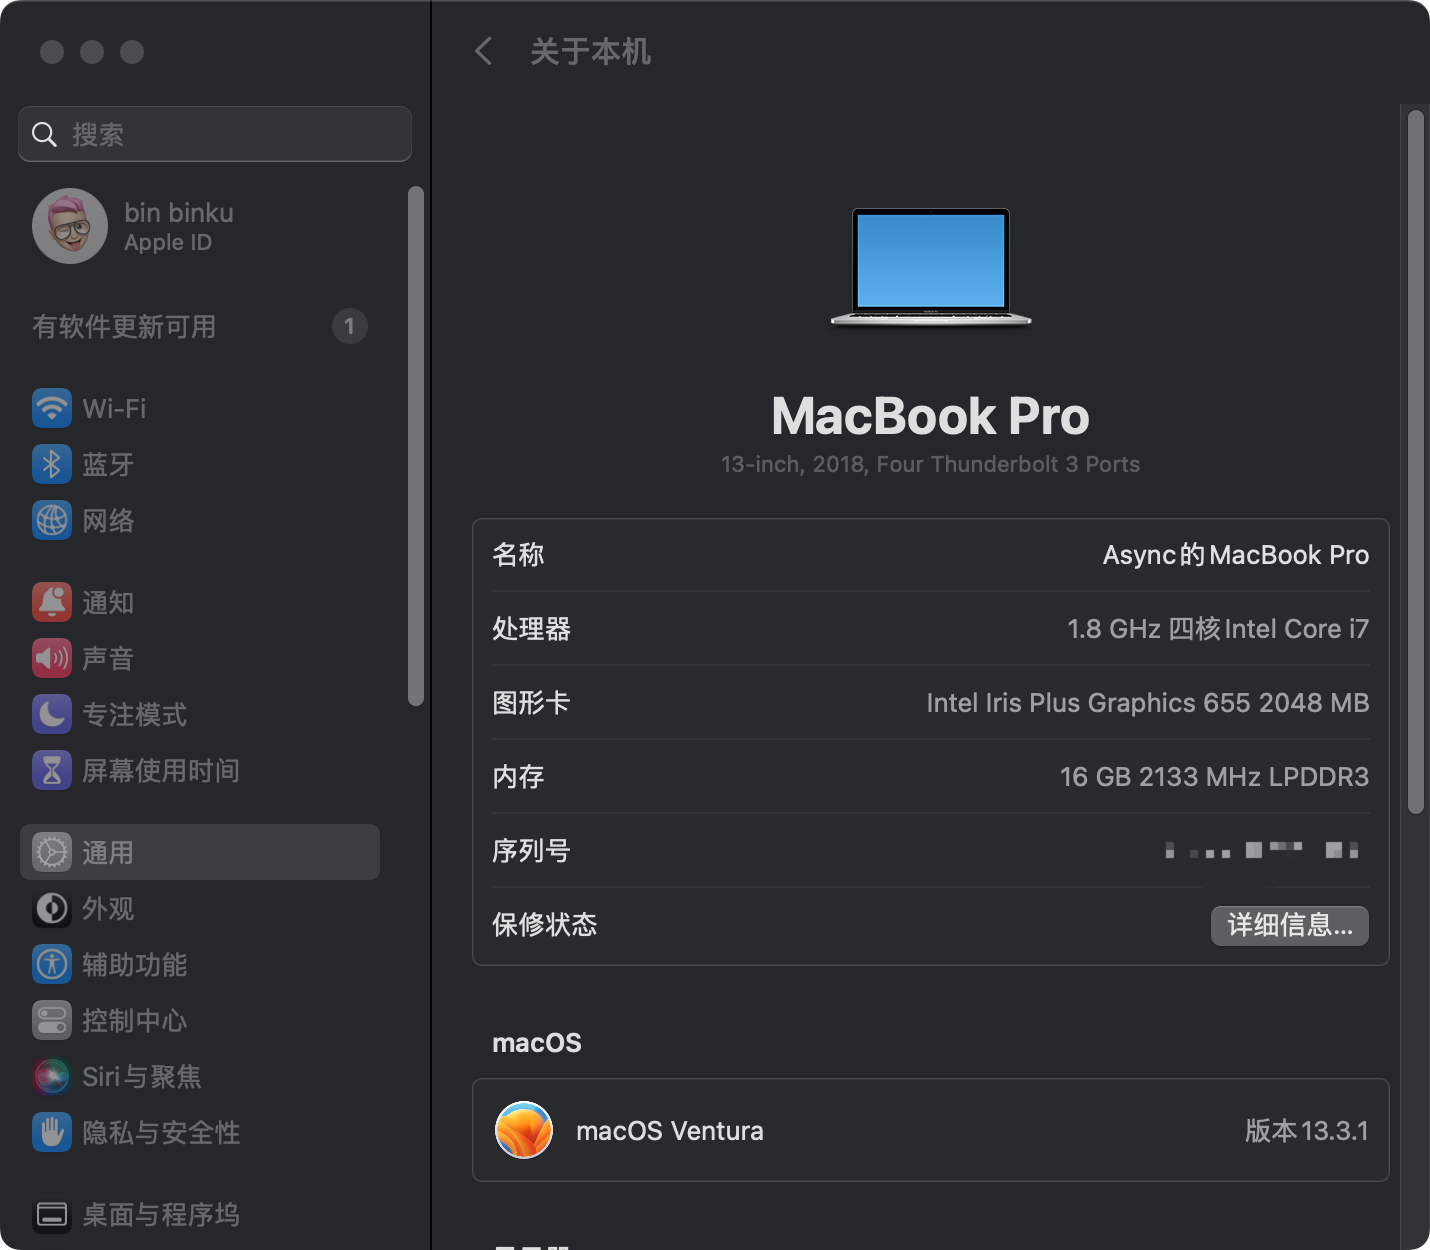 关于本机
搜索
bin binku
Apple ID
有软件更新可用
1
Wi-Fi
蓝牙
网络
通知
声音
专注模式
屏幕使用时间
通用
外观
辅助功能
控制中心
Siri与聚焦
隐私与安全性
桌面与程序坞
MacBook Pro
13-inch, 2018, Four Thunderbolt 3 Ports
名称
Async的MacBook Pro
处理器
1.8 GHz 四核Intel Core i7
图形卡
Intel Iris Plus Graphics 655 2048 MB
内存
16 GB 2133 MHz LPDDR3
序列号
保修状态
详细信息...
macOS
macOS Ventura
版本13.3.1